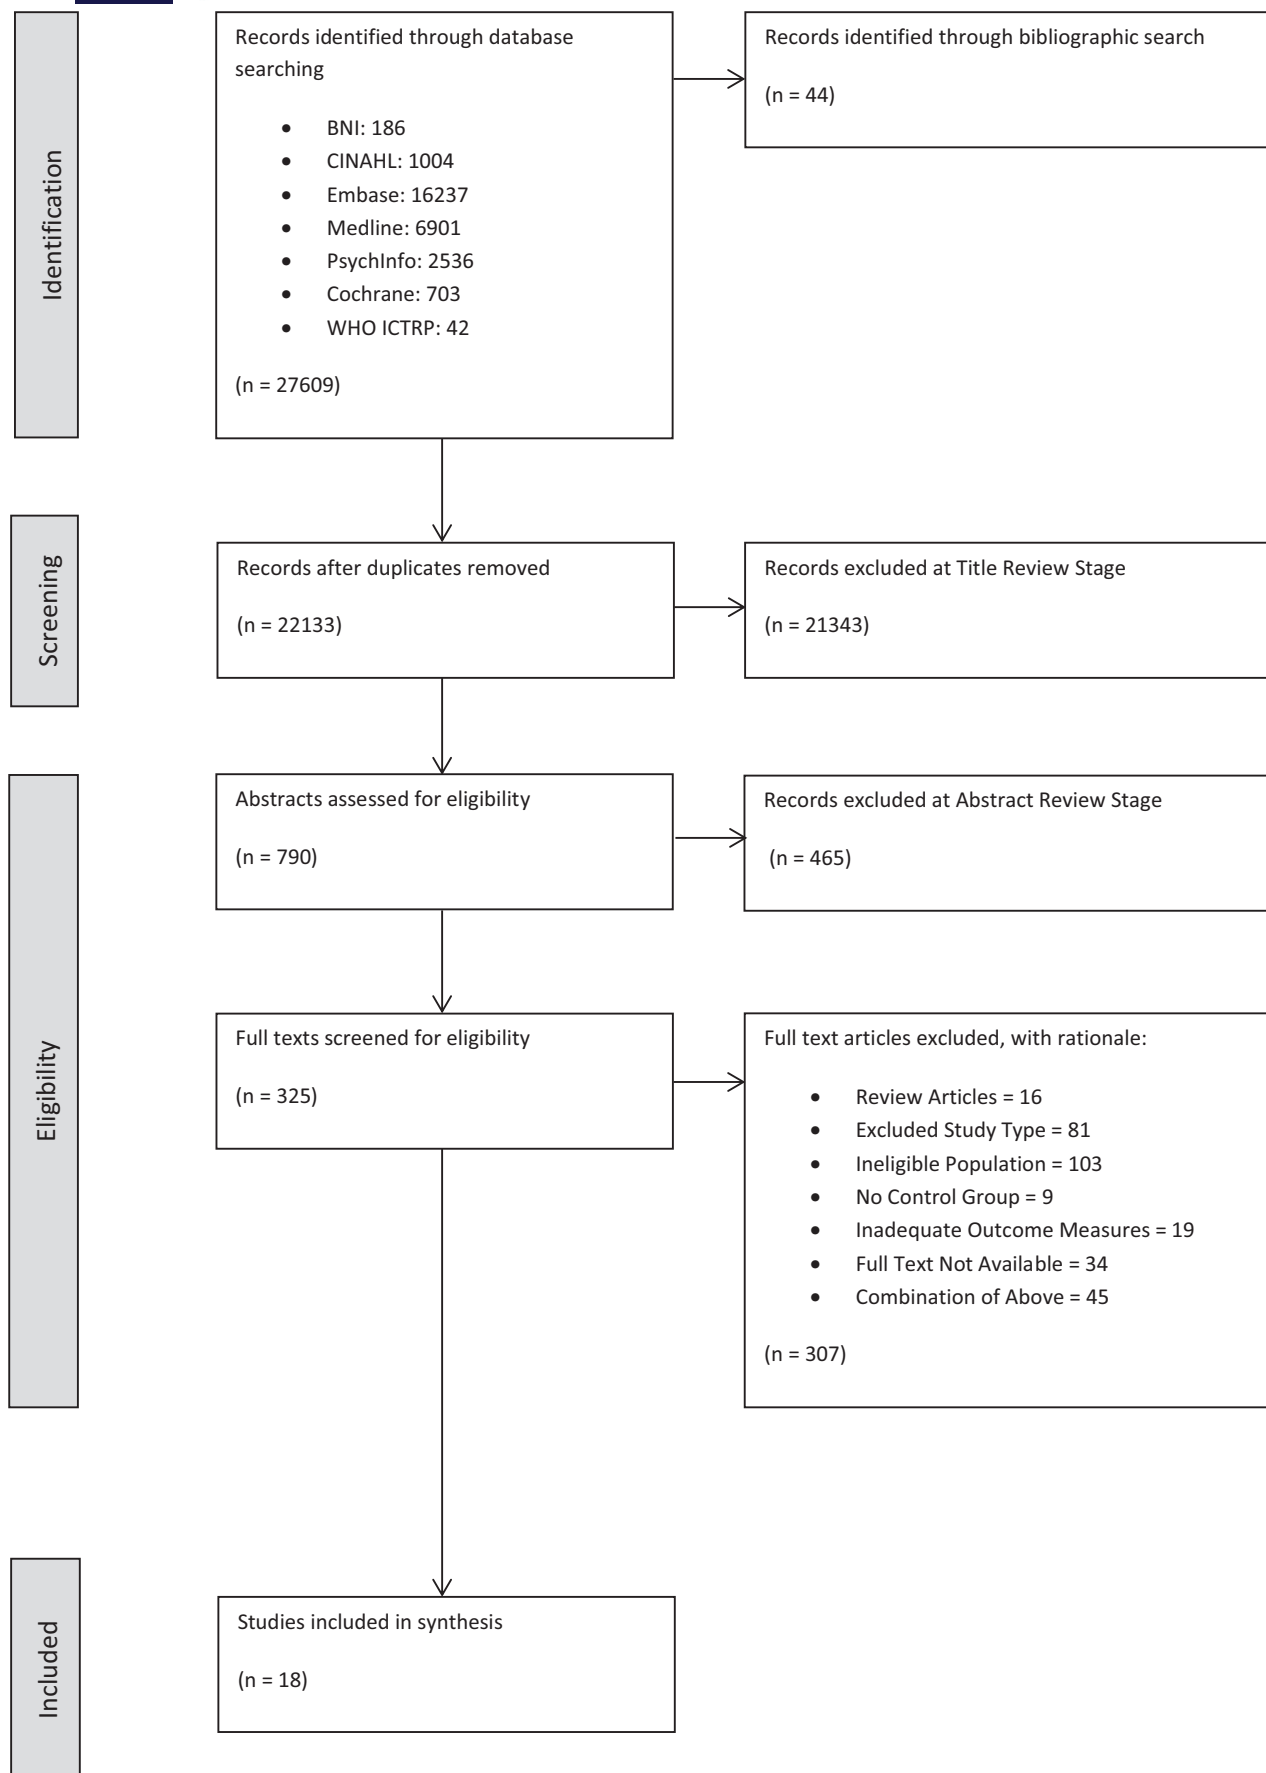 Identification
Records identified through database
searching
• BNI: 186
• CINAHL: 1004
• Embase: 16237
• Medline: 6901
• PsychInfo: 2536
• Cochrane: 703
• WHO ICTRP: 42
(n = 27609)
Records identified through bibliographic search
(n = 44)
Screening
Records after duplicates removed
(n = 22133)
Records excluded at Title Review Stage
(n = 21343)
Eligibility
Abstracts assessed for eligibility
(n = 790)
Records excluded at Abstract Review Stage
(n = 465)
Full texts screened for eligibility
(n = 325)
Full text articles excluded, with rationale:
• Review Articles = 16
• Excluded Study Type = 81
• Ineligible Population = 103
• No Control Group = 9
• Inadequate Outcome Measures = 19
• Full Text Not Available = 34
• Combination of Above = 45
(n = 307)
Included
Studies included in synthesis
(n = 18)